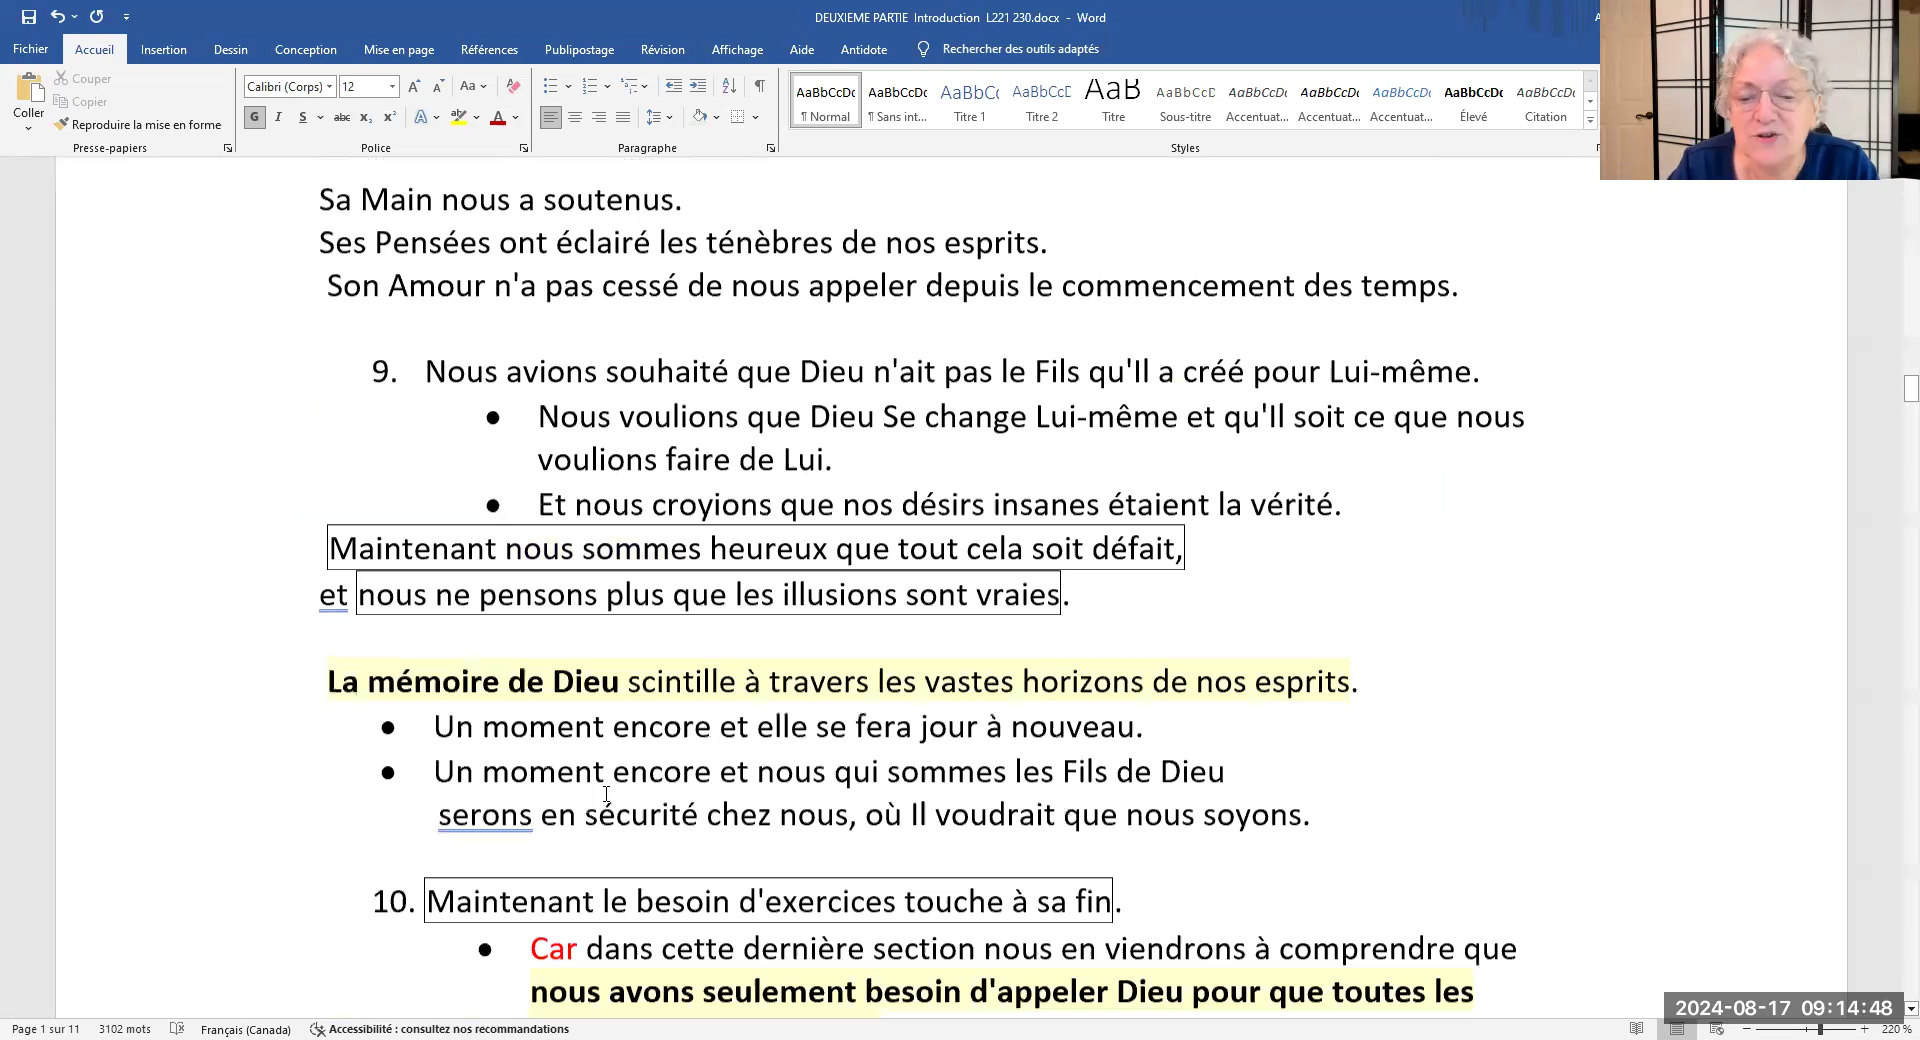 DEUXIEME PARTIE Introduction L221 230.docx - Word
Fichier Accueil Insertion Dessin Conception Mise en page Références Publipostage Révision Affichage Aide Antidote Rechercher des outils adaptés
Coller
Couper
Copier
Reproduire la mise en forme
Presse-papiers
Calibri (Corps) 12
Aa
G I S abc x₂ x²
Police
Paragraphe
AaBbCcDc AaBbCcDc AaBbCc AaBbCcD AaB AaBbCcD AaBbCcDc AaBbCcDc AaBbCcDc AaBbCcDc AaBbCcDc
¶ Normal ¶ Sans int... Titre 1 Titre 2 Titre Sous-titre Accentuat... Accentuat... Accentuat... Élevé Citation
Styles
Sa Main nous a soutenus.
Ses Pensées ont éclairé les ténèbres de nos esprits.
Son Amour n'a pas cessé de nous appeler depuis le commencement des temps.
9. Nous avions souhaité que Dieu n'ait pas le Fils qu'Il a créé pour Lui-même.
● Nous voulions que Dieu Se change Lui-même et qu'Il soit ce que nous
voulions faire de Lui.
● Et nous croyions que nos désirs insanes étaient la vérité.
Maintenant nous sommes heureux que tout cela soit défait,
et nous ne pensons plus que les illusions sont vraies.
La mémoire de Dieu scintille à travers les vastes horizons de nos esprits.
● Un moment encore et elle se fera jour à nouveau.
● Un moment encore et nous qui sommes les Fils de Dieu
serons en sécurité chez nous, où Il voudrait que nous soyons.
10. Maintenant le besoin d'exercices touche à sa fin.
● Car dans cette dernière section nous en viendrons à comprendre que
nous avons seulement besoin d'appeler Dieu pour que toutes les
2024-08-17 09:14:48
Page 1 sur 11 3102 mots Français (Canada) Accessibilité : consultez nos recommandations 220 %